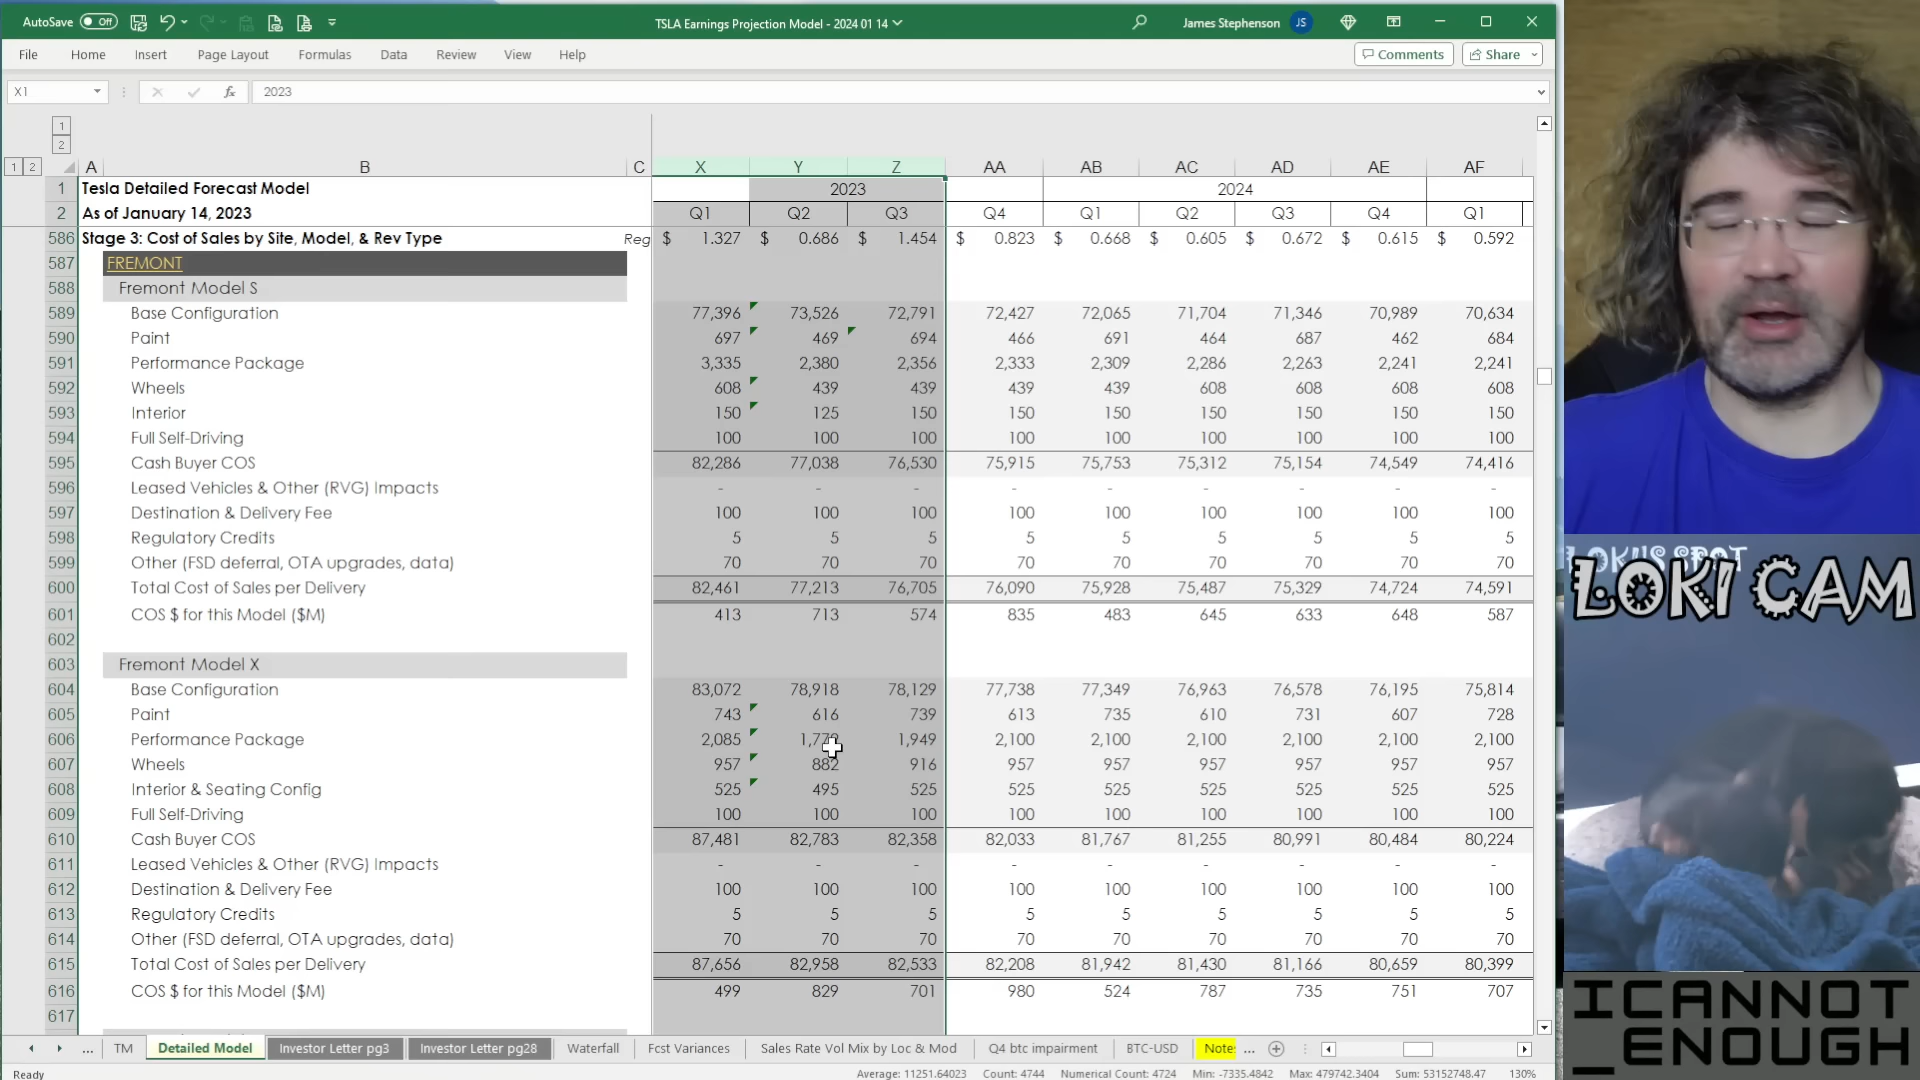 AutoSave Off TSLA Earnings Projection Model - 2024 01 14 James Stephenson JS
File Home Insert Page Layout Formulas Data Review View Help Comments Share
X1 fx 2023
1
2
1 2 A B C X Y Z AA AB AC AD AE AF
1 Tesla Detailed Forecast Model 2023 2024
2 As of January 14, 2023 Q1 Q2 Q3 Q4 Q1 Q2 Q3 Q4 Q1
586 Stage 3: Cost of Sales by Site, Model, & Rev Type Reg $ 1.327 $ 0.686 $ 1.454 $ 0.823 $ 0.668 $ 0.605 $ 0.672 $ 0.615 $ 0.592
587 FREMONT
588 Fremont Model S
589 Base Configuration 77,396 73,526 72,791 72,427 72,065 71,704 71,346 70,989 70,634
590 Paint 697 469 694 466 691 464 687 462 684
591 Performance Package 3,335 2,380 2,356 2,333 2,309 2,286 2,263 2,241 2,241
592 Wheels 608 439 439 439 439 608 608 608 608
593 Interior 150 125 150 150 150 150 150 150 150
594 Full Self-Driving 100 100 100 100 100 100 100 100 100
595 Cash Buyer COS 82,286 77,038 76,530 75,915 75,753 75,312 75,154 74,549 74,416
596 Leased Vehicles & Other (RVG) Impacts - - - - - - - - -
597 Destination & Delivery Fee 100 100 100 100 100 100 100 100 100
598 Regulatory Credits 5 5 5 5 5 5 5 5 5
599 Other (FSD deferral, OTA upgrades, data) 70 70 70 70 70 70 70 70 70
600 Total Cost of Sales per Delivery 82,461 77,213 76,705 76,090 75,928 75,487 75,329 74,724 74,591
601 COS $ for this Model ($M) 413 713 574 835 483 645 633 648 587
602
603 Fremont Model X
604 Base Configuration 83,072 78,918 78,129 77,738 77,349 76,963 76,578 76,195 75,814
605 Paint 743 616 739 613 735 610 731 607 728
606 Performance Package 2,085 1,949 2,100 2,100 2,100 2,100 2,100 2,100
607 Wheels 957 882 916 957 957 957 957 957 957
608 Interior & Seating Config 525 495 525 525 525 525 525 525 525
609 Full Self-Driving 100 100 100 100 100 100 100 100 100
610 Cash Buyer COS 87,481 82,783 82,358 82,033 81,767 81,255 80,991 80,484 80,224
611 Leased Vehicles & Other (RVG) Impacts - - - - - - - - -
612 Destination & Delivery Fee 100 100 100 100 100 100 100 100 100
613 Regulatory Credits 5 5 5 5 5 5 5 5 5
614 Other (FSD deferral, OTA upgrades, data) 70 70 70 70 70 70 70 70 70
615 Total Cost of Sales per Delivery 87,656 82,958 82,533 82,208 81,942 81,430 81,166 80,659 80,399
616 COS $ for this Model ($M) 499 829 701 980 524 787 735 751 707
617
... TM Detailed Model Investor Letter pg3 Investor Letter pg28 Waterfall Fcst Variances Sales Rate Vol Mix by Loc & Mod Q4 btc impairment BTC-USD Notes ...
Ready Average: 11251.64023 Count: 4744 Numerical Count: 4724 Min: -7335.4842 Max: 479742.3404 Sum: 53152748.47 130%
LOKI'S SPOT
LOKI CAM
ICANNOT
_ENOUGH